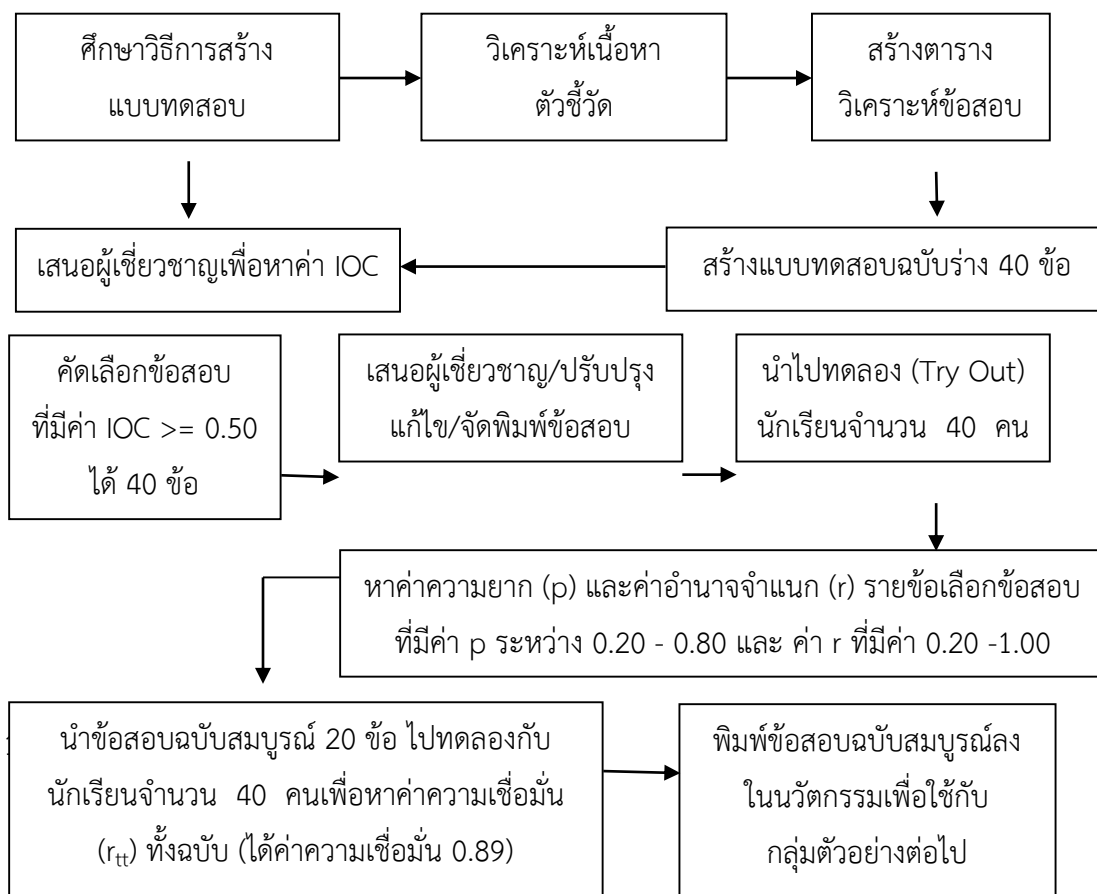 ศึกษาวิธีการสร้าง
แบบทดสอบ
วิเคราะห์เนื้อหา
ตัวชี้วัด
สร้างตาราง
วิเคราะห์ข้อสอบ
เสนอผู้เชี่ยวชาญเพื่อหาค่า IOC
สร้างแบบทดสอบฉบับร่าง 40 ข้อ
คัดเลือกข้อสอบ
ที่มีค่า IOC >= 0.50
ได้ 40 ข้อ
เสนอผู้เชี่ยวชาญ/ปรับปรุง
แก้ไข/จัดพิมพ์ข้อสอบ
นำไปทดลอง (Try Out)
นักเรียนจำนวน 40 คน
หาค่าความยาก (p) และค่าอำนาจจำแนก (r) รายข้อเลือกข้อสอบ
ที่มีค่า p ระหว่าง 0.20 - 0.80 และ ค่า r ที่มีค่า 0.20 -1.00
นำข้อสอบฉบับสมบูรณ์ 20 ข้อ ไปทดลองกับ
นักเรียนจำนวน 40 คนเพื่อหาค่าความเชื่อมั่น
(rtt) ทั้งฉบับ (ได้ค่าความเชื่อมั่น 0.89)
พิมพ์ข้อสอบฉบับสมบูรณ์ลง
ในนวัตกรรมเพื่อใช้กับ
กลุ่มตัวอย่างต่อไป